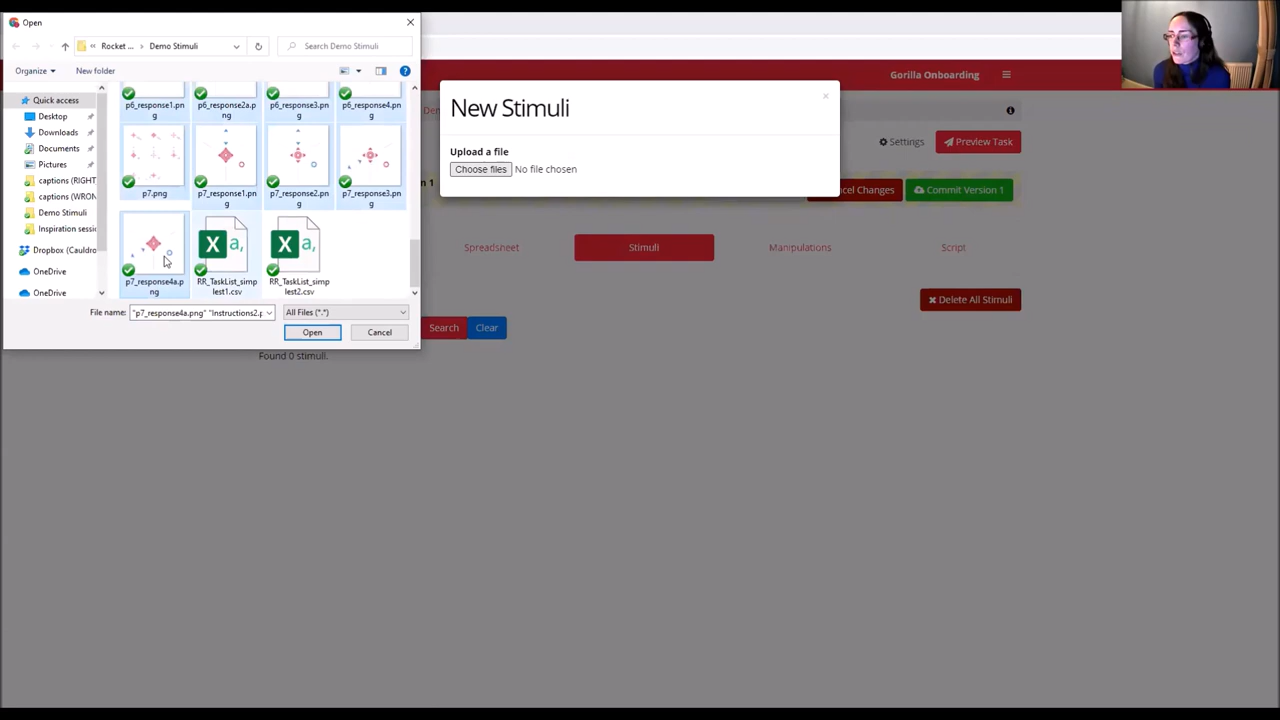 Open
Rocket ...
Demo Stimuli
Search Demo Stimuli
Organize
New folder
Quick access
Desktop
Downloads
Documents
Pictures
captions (RIGHT
captions (WRON
Demo Stimuli
Inspiration sessi
Dropbox (Cauldro
OneDrive
OneDrive
p6_response1.pn
g
p6_response2a.p
ng
p6_response3.pn
g
p6_response4.pn
g
p7.png
p7_response1.pn
g
p7_response2.pn
g
p7_response3.pn
g
p7_response4a.p
ng
RR_TaskList_simp
lest1.csv
RR_TaskList_simp
lest2.csv
File name:
"p7_response4a.png" "Instructions2.p
All Files (*.*)
Open
Cancel
Gorilla Onboarding
New Stimuli
Upload a file
Choose files No file chosen
De
Settings
Preview Task
n 1
ncel Changes
Commit Version 1
Spreadsheet
Stimuli
Manipulations
Script
Delete All Stimuli
Search
Clear
Found 0 stimuli.